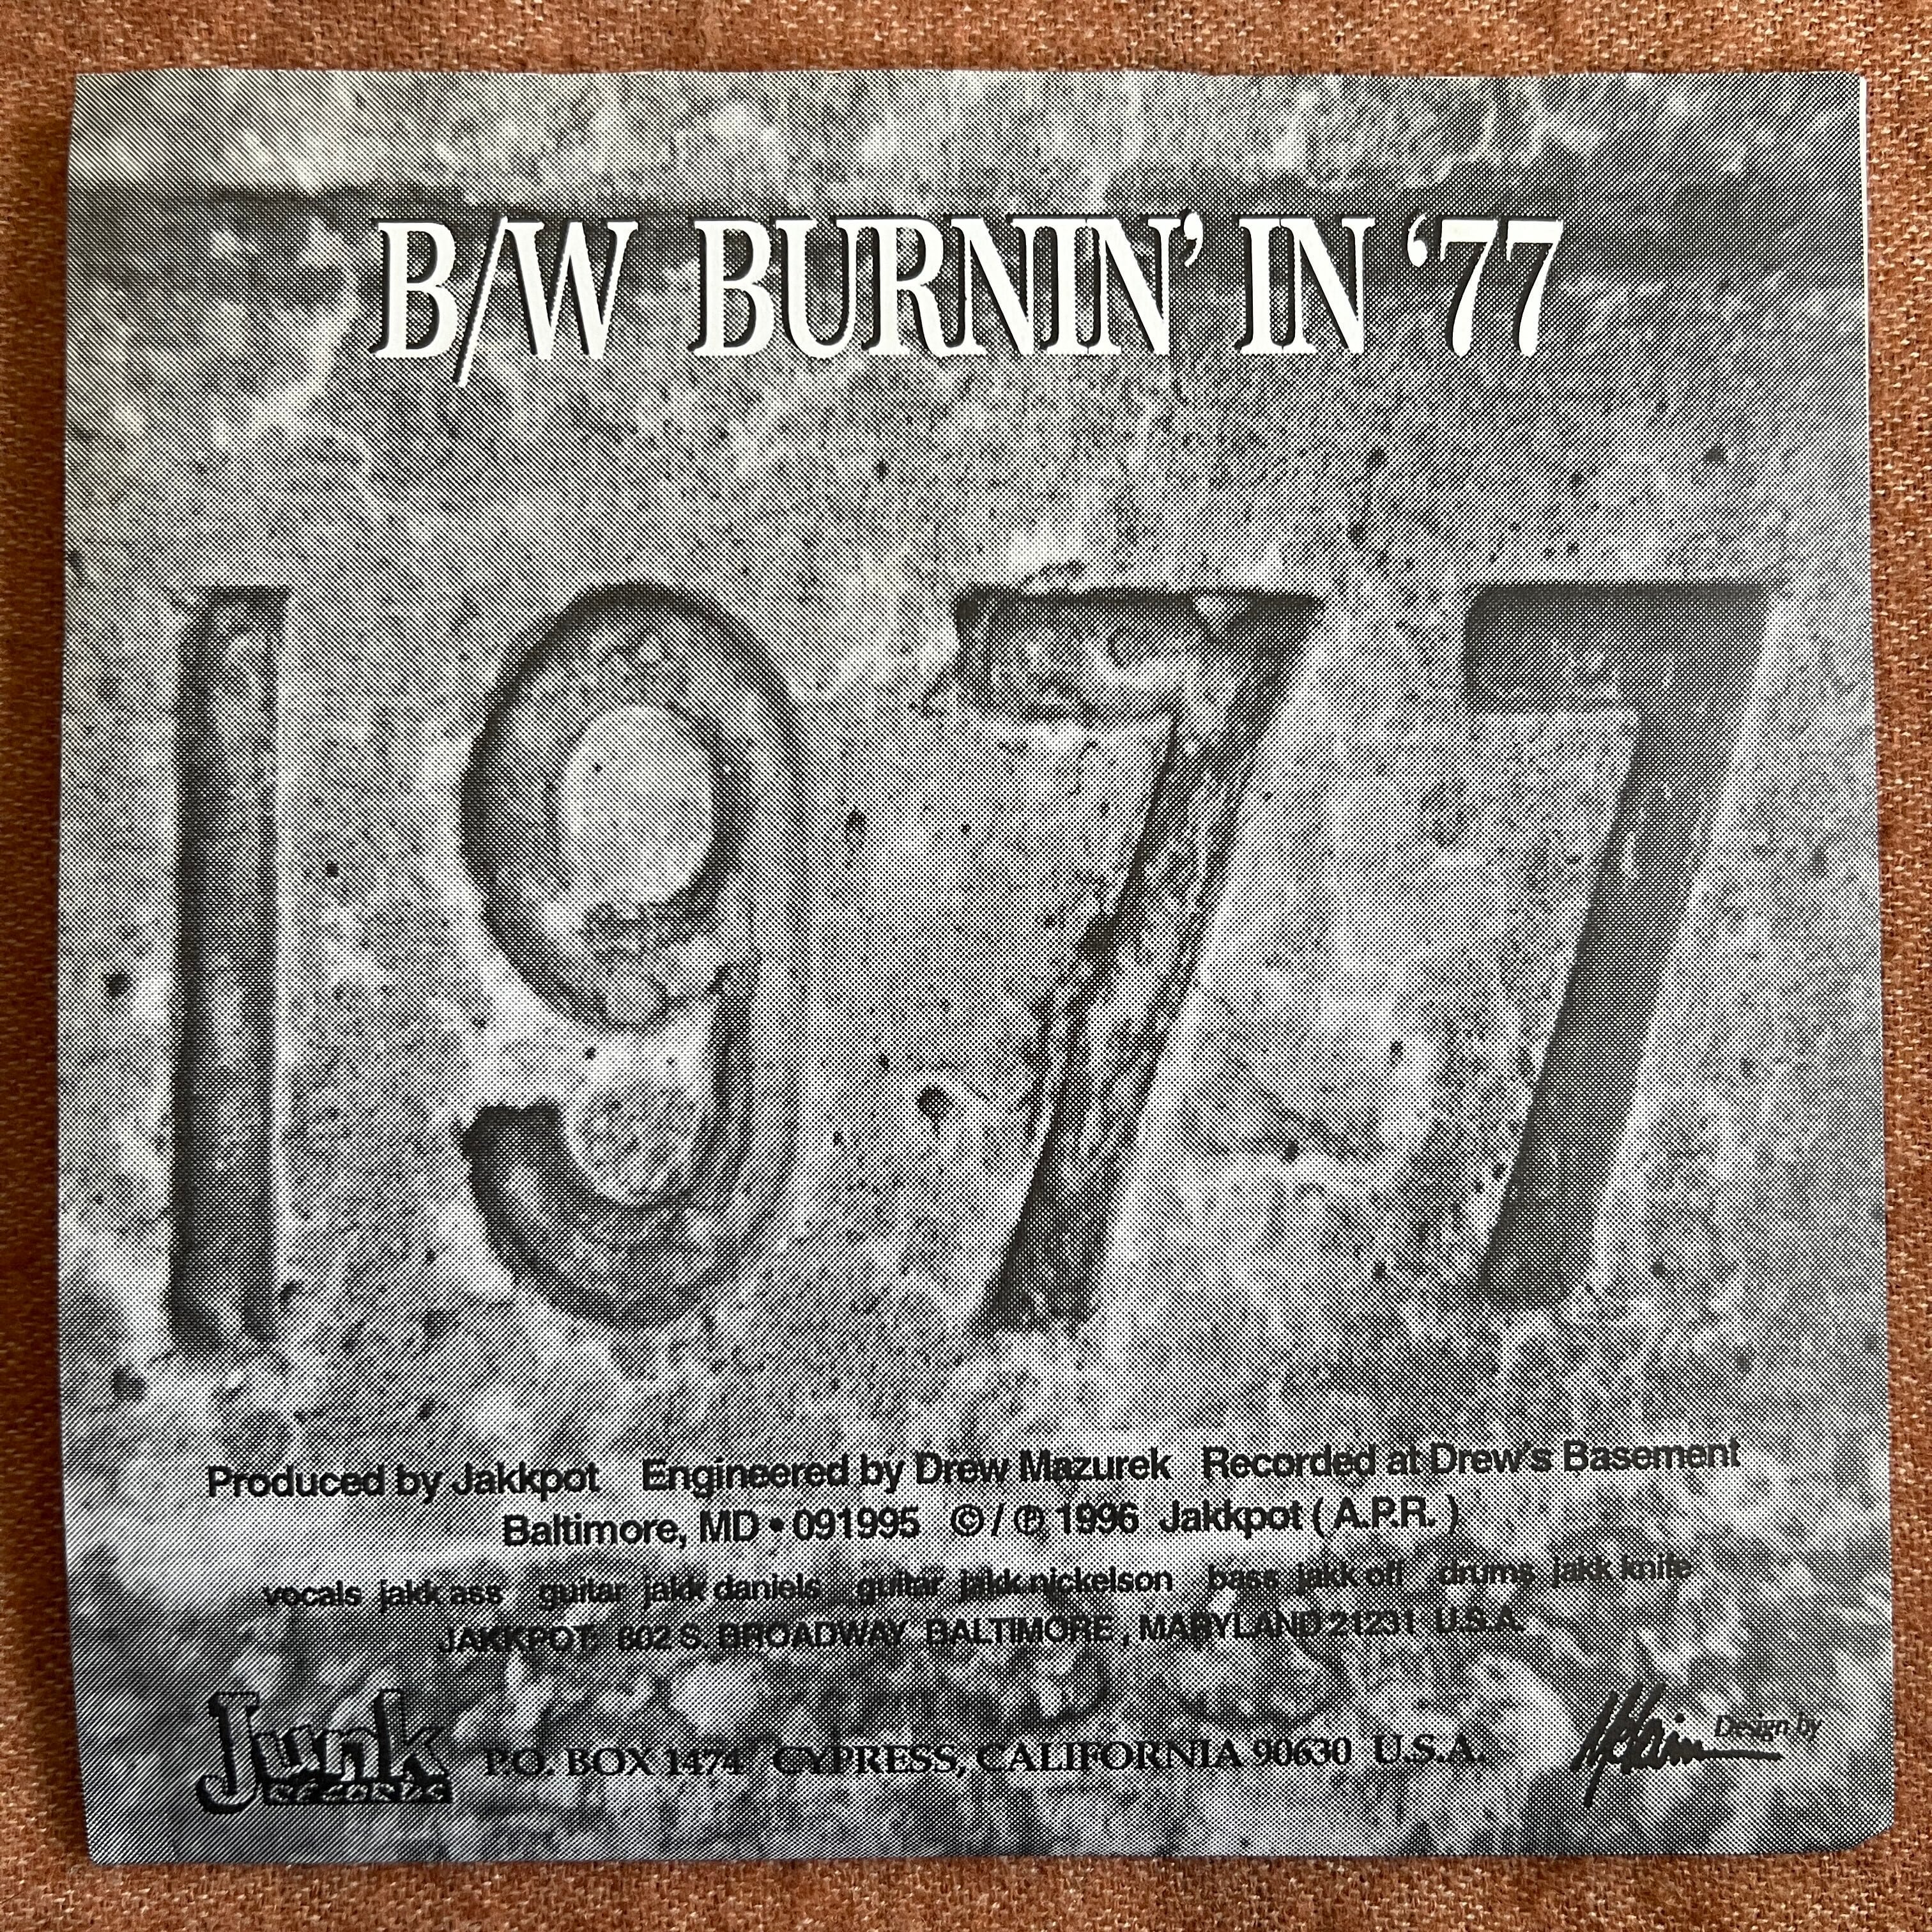 B/W BURNIN' IN '77
1977
Produced by Jakkpot Engineered by Drew Mazurek Recorded at Drew's Basement
Baltimore, MD • 091995 ©/℗ 1996 Jakkpot (A.P.R.)
vocals jakk ass guitar jakk daniels guitar jakk nickelson bass jakk off drums jakk knife
JAKKPOT: 802 S. BROADWAY BALTIMORE, MARYLAND 21231 U.S.A.
Junk
records
P.O. BOX 1474 CYPRESS, CALIFORNIA 90630 U.S.A.
Design by